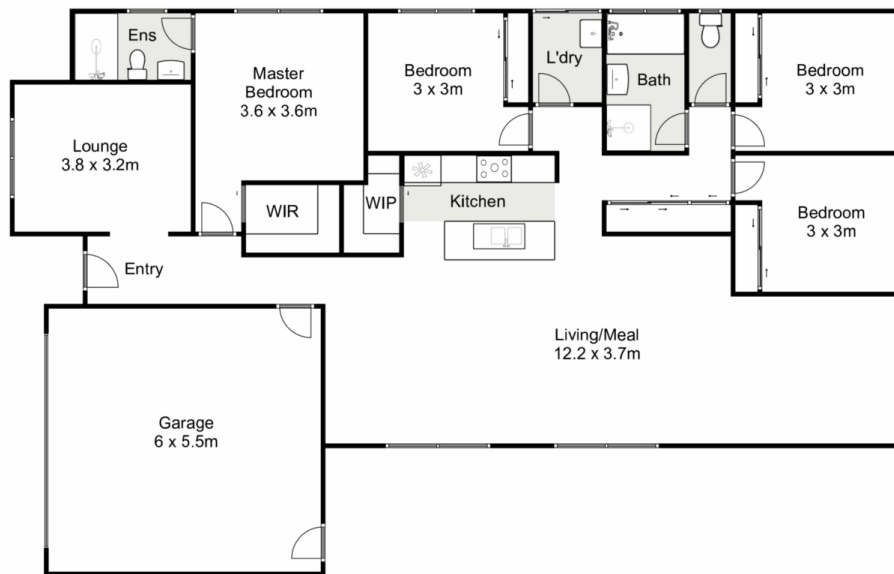 Ens
Master
Bedroom
3.6 x 3.6m
Bedroom
3 x 3m
L'dry
Bath
Bedroom
3 x 3m
Lounge
3.8 x 3.2m
WIR
WIP
Kitchen
Bedroom
3 x 3m
Entry
Living/Meal
12.2 x 3.7m
Garage
6 x 5.5m